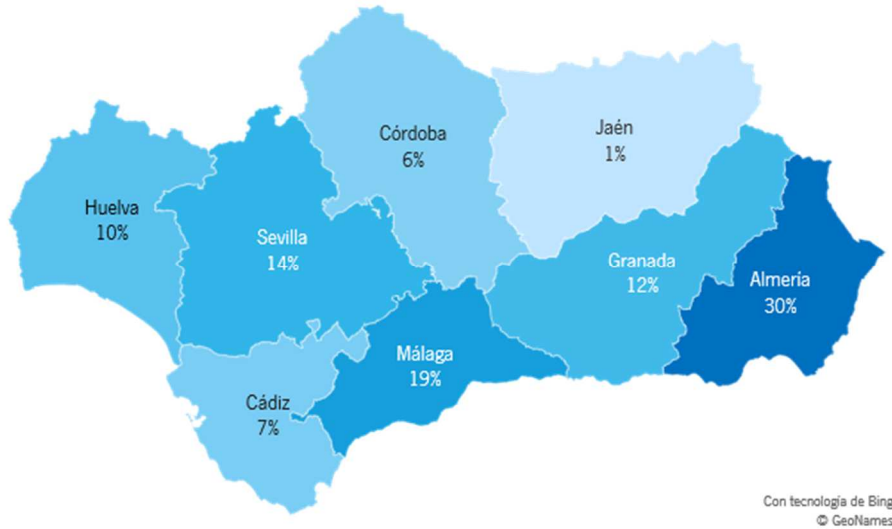 Córdoba
6%
Jaén
1%
Huelva
10%
Sevilla
14%
Granada
12%
Almería
30%
Málaga
19%
Cádiz
7%
Con tecnología de Bing
© GeoNames